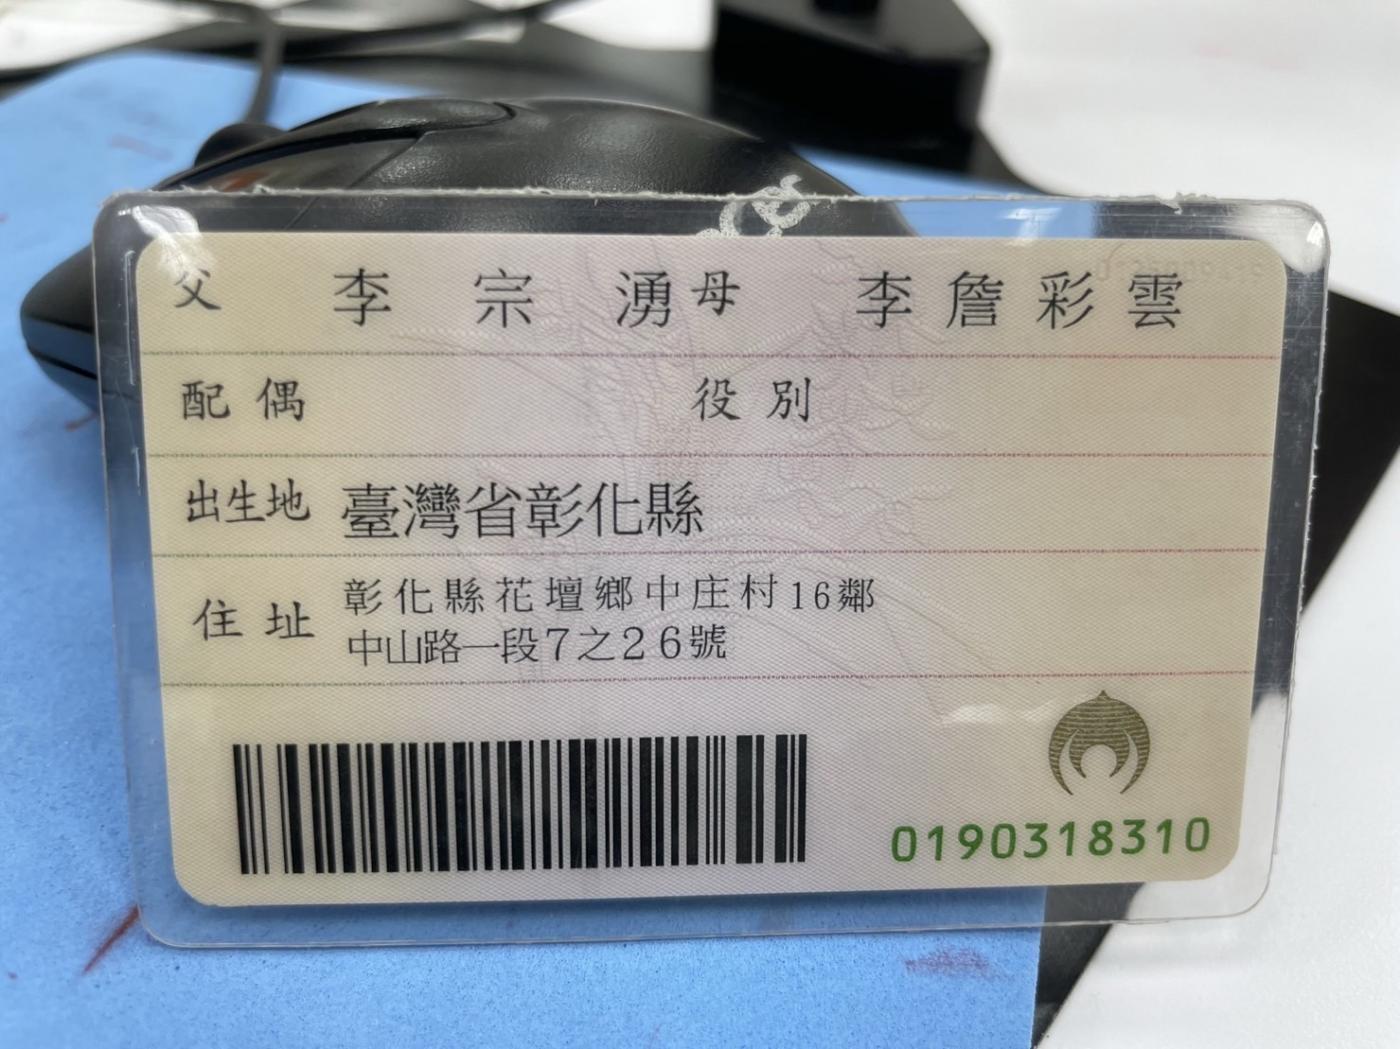 父 李宗湧 母 李詹彩雲
配偶 役別
出生地 臺灣省彰化縣
住址 彰化縣花壇鄉中庄村16鄰
中山路一段7之26號
0190318310